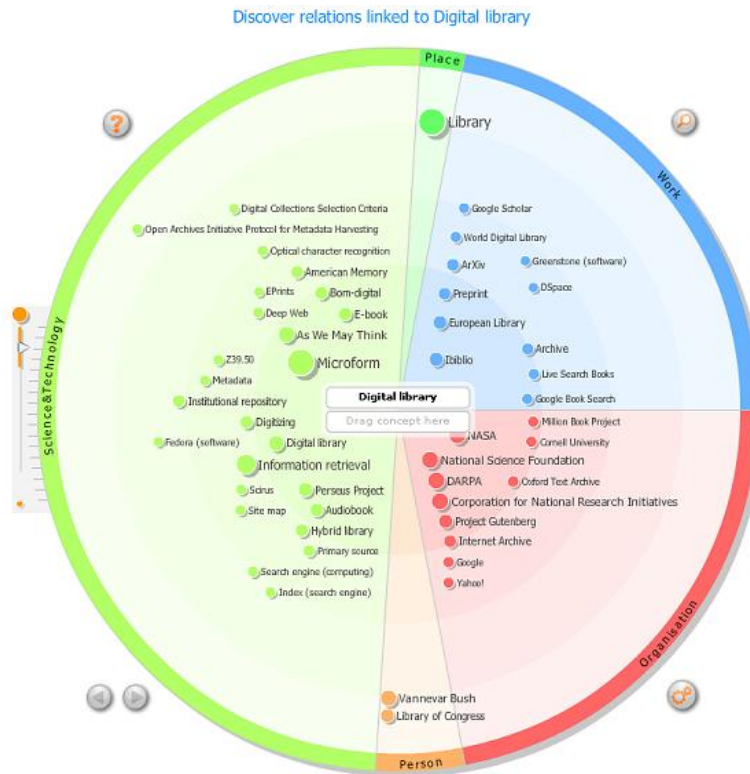 Discover relations linked to Digital library
Place
Library
Work
Digital Collections Selection Criteria
Google Scholar
Open Archives Initiative Protocol for Metadata Harvesting
World Digital Library
Optical character recognition
Greenstone (software)
ArXiv
American Memory
DSpace
EPrints
Born-digital
Preprint
Deep Web
E-book
European Library
As We May Think
Archive
Z39.50
Microform
Ibiblio
Live Search Books
Metadata
Institutional repository
Digital library
Google Book Search
Science&Technology
Digitizing
Drag concept here
Million Book Project
NASA
Cornell University
Fedora (software)
Digital library
Information retrieval
National Science Foundation
Scirus
Perseus Project
DARPA
Oxford Text Archive
Site map
Audiobook
Corporation for National Research Initiatives
Hybrid library
Project Gutenberg
Primary source
Internet Archive
Search engine (computing)
Google
Index (search engine)
Yahoo!
Organisation
Vannevar Bush
Library of Congress
Person